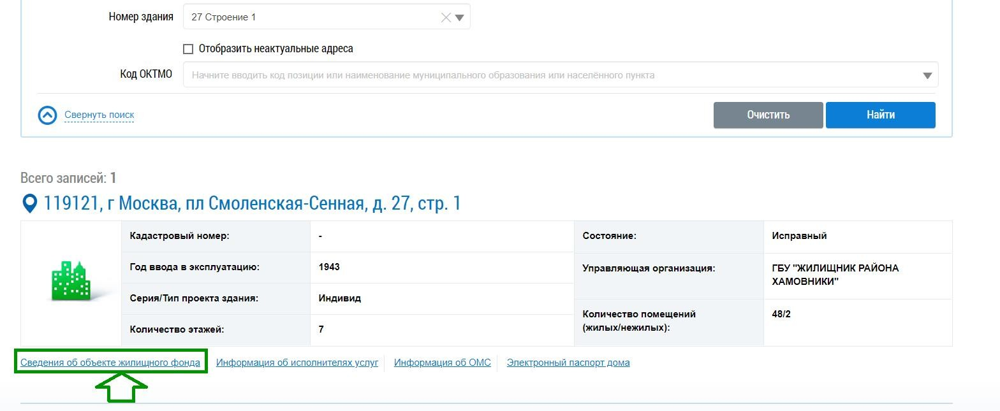 Номер здания
27 Строение 1
Отобразить неактуальные адреса
Код ОКТМО
Начните вводить код позиции или наименование муниципального образования или населённого пункта
Свернуть поиск
Очистить
Найти
Всего записей: 1
119121, г Москва, пл Смоленская-Сенная, д. 27, стр. 1
Кадастровый номер:
-
Год ввода в эксплуатацию:
1943
Серия/Тип проекта здания:
Индивид
Количество этажей:
7
Состояние:
Исправный
Управляющая организация:
ГБУ "ЖИЛИЩНИК РАЙОНА
ХАМОВНИКИ"
Количество помещений
(жилых/нежилых):
48/2
Сведения об объекте жилищного фонда
Информация об исполнителях услуг
Информация об ОМС
Электронный паспорт дома